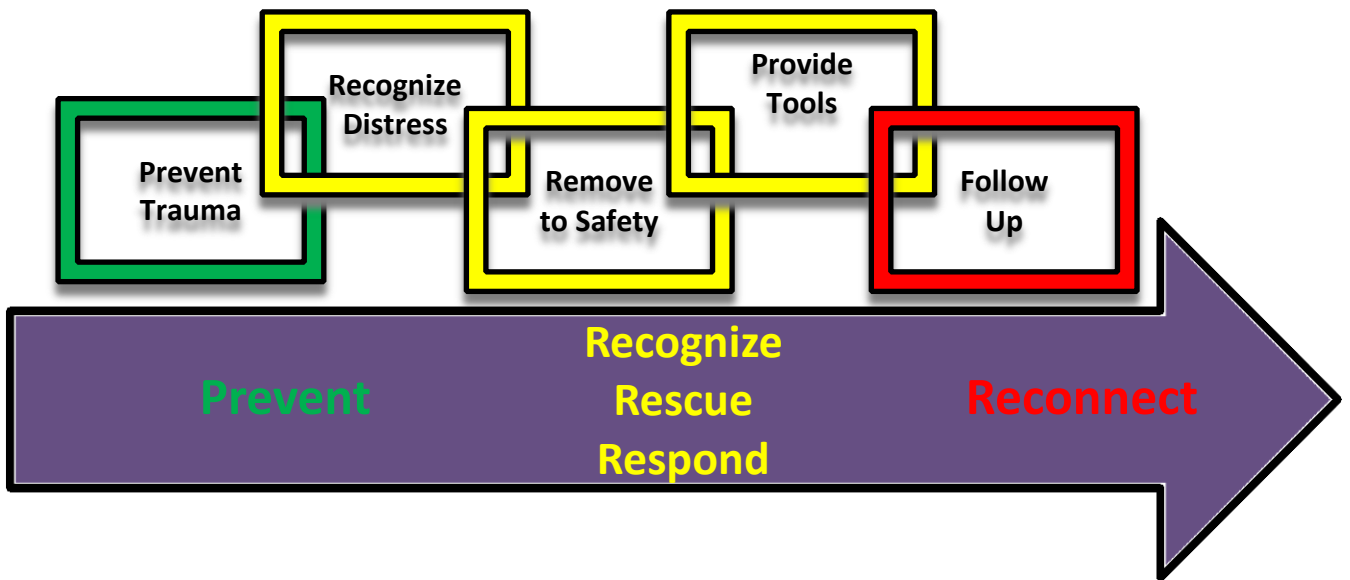 Prevent
Trauma
Recognize
Distress
Remove
to Safety
Provide
Tools
Follow
Up
Prevent
Recognize
Rescue
Respond
Reconnect